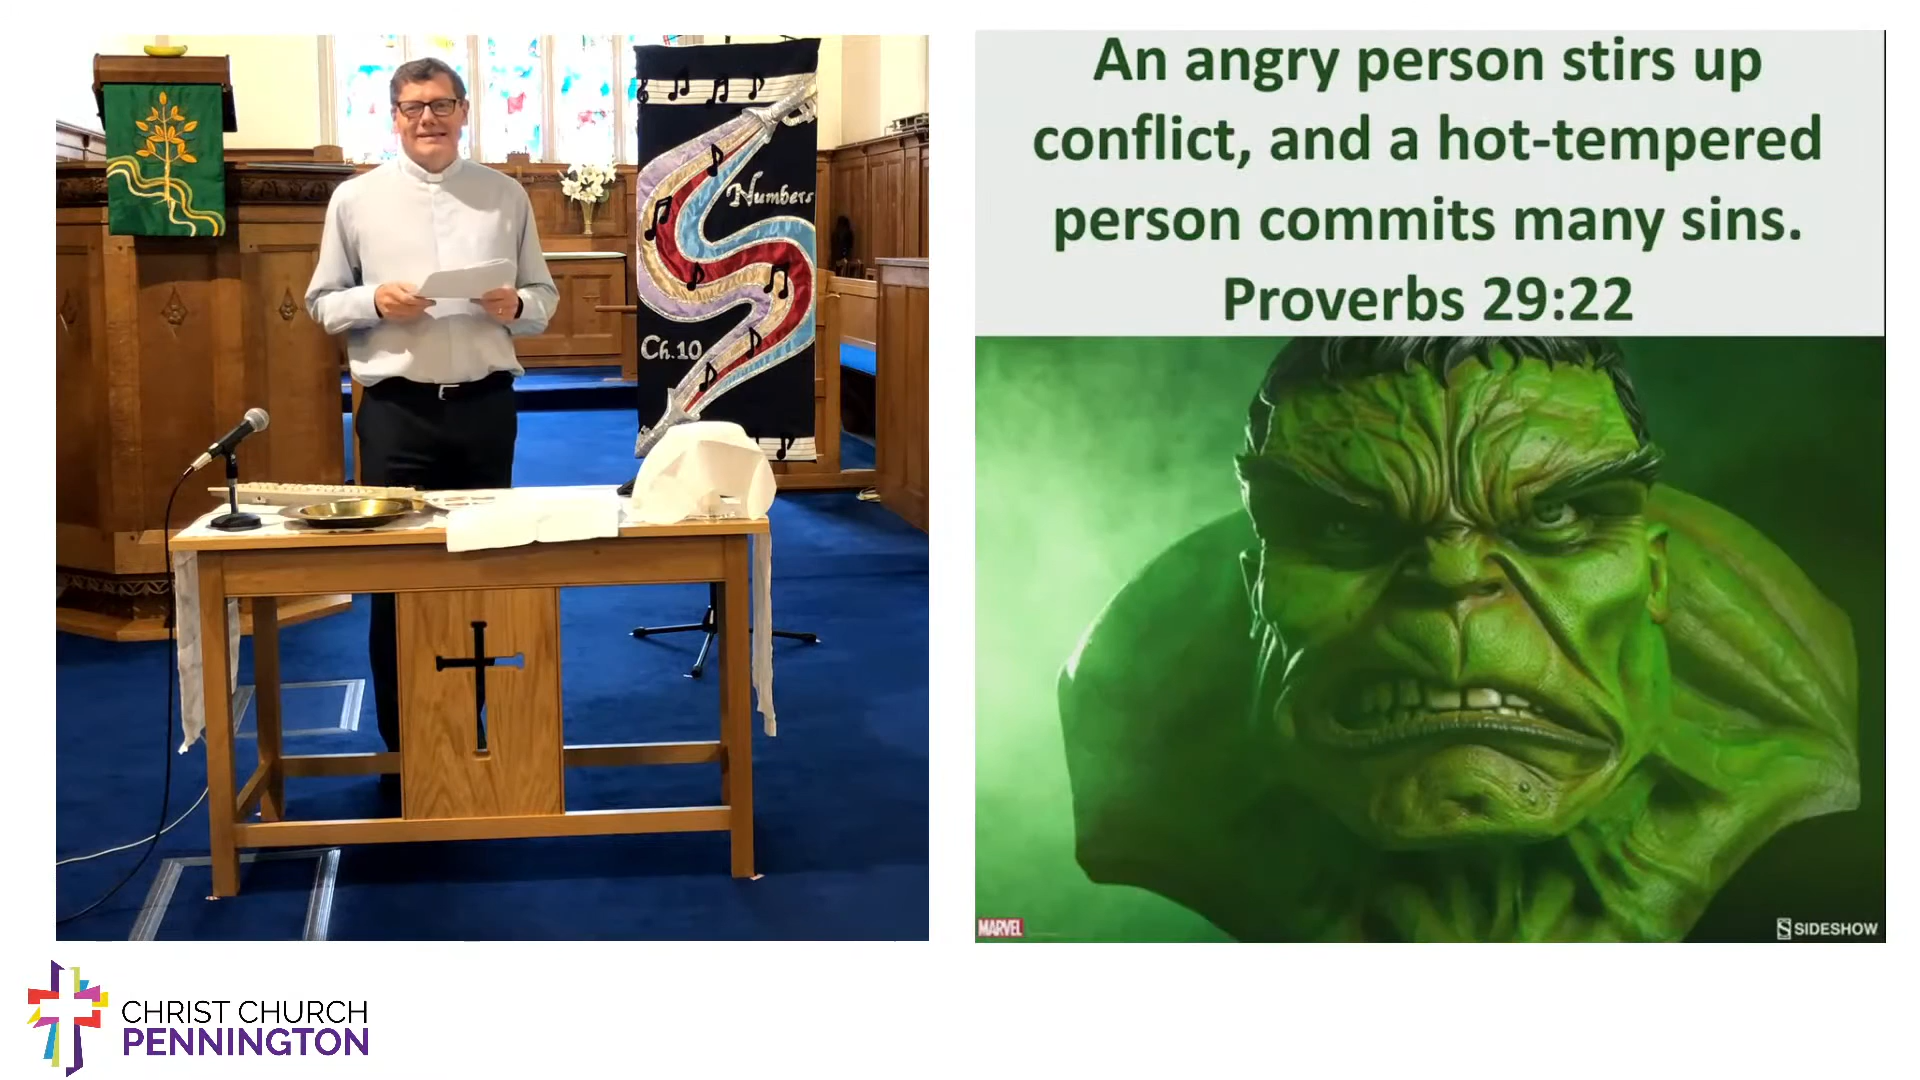 Numbers
Ch.10
An angry person stirs up
conflict, and a hot-tempered
person commits many sins.
Proverbs 29:22
MARVEL
SIDESHOW
CHRIST CHURCH
PENNINGTON